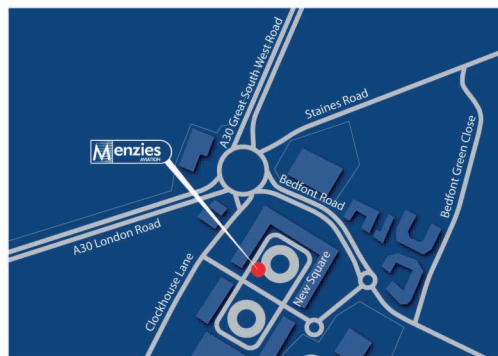 A30 Great South West Road
Staines Road
Menzies
AVIATION
Bedfont Road
Bedfont Green Close
A30 London Road
Clockhouse Lane
New Square